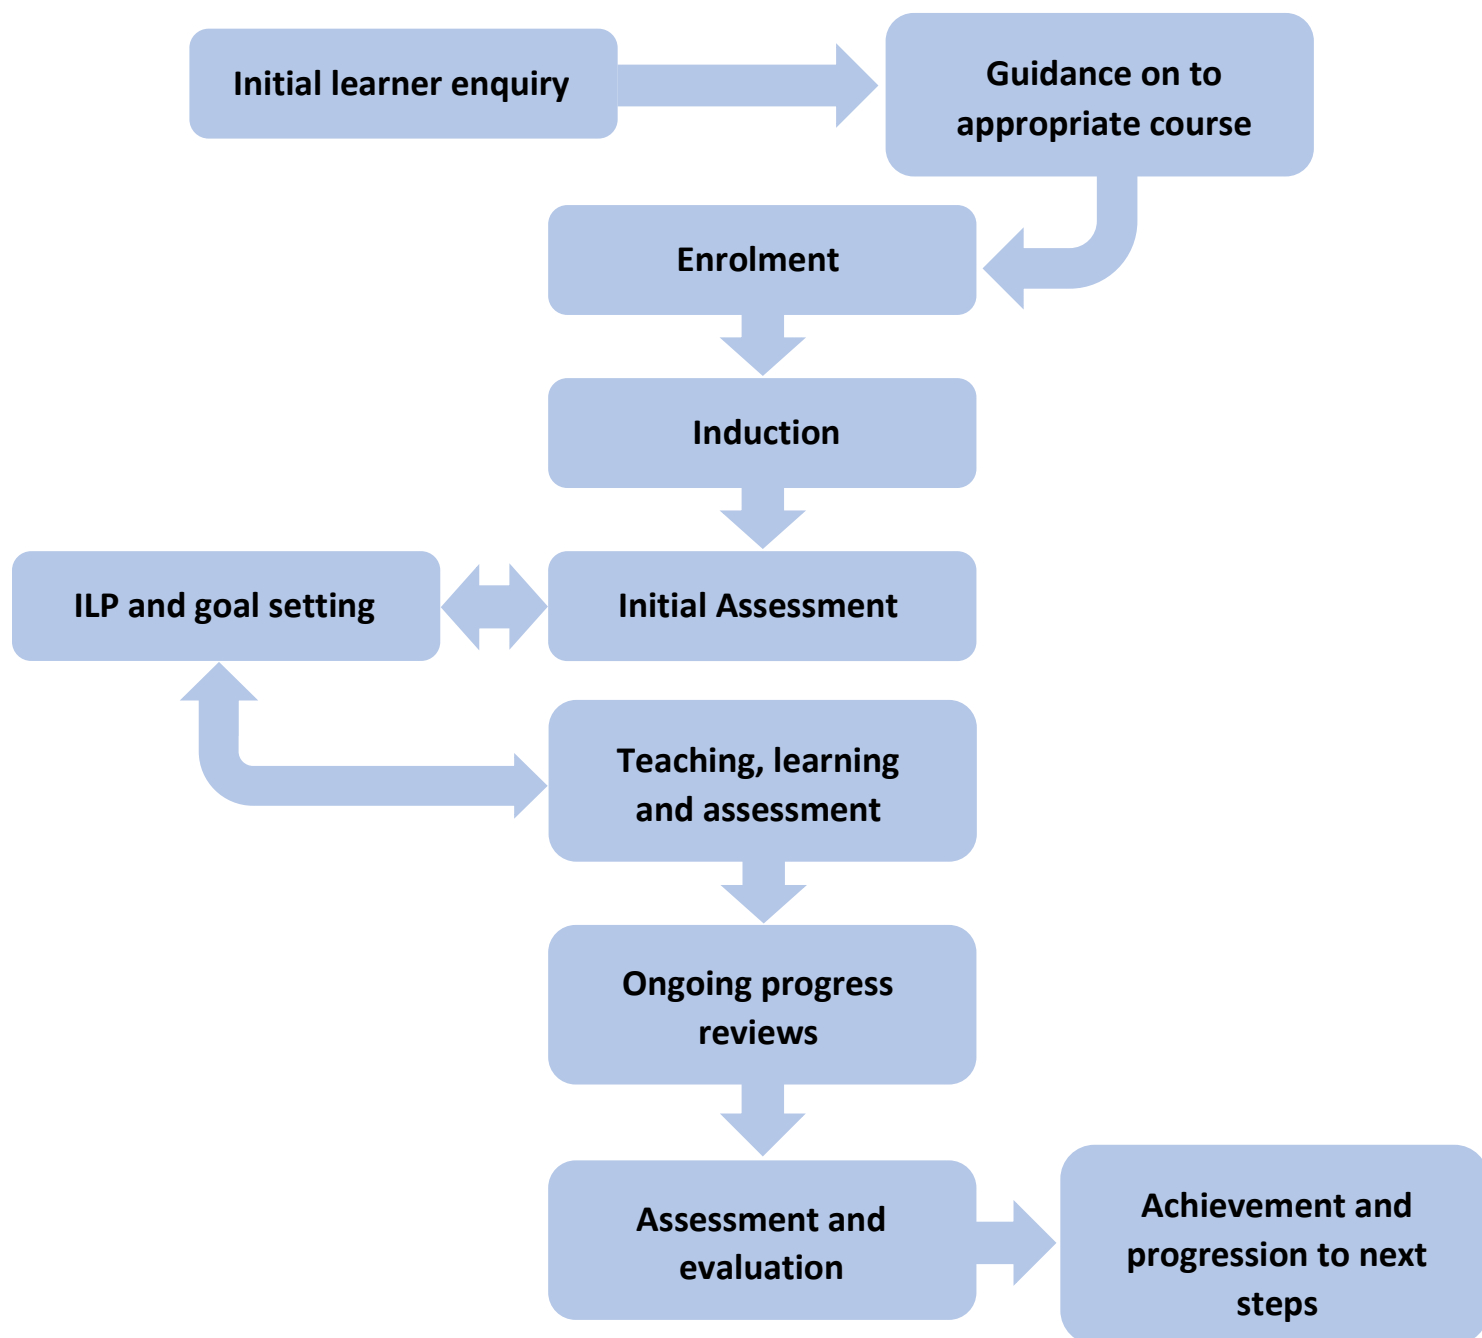 Initial learner enquiry
Guidance on to
appropriate course
Enrolment
Induction
ILP and goal setting
Initial Assessment
Teaching, learning
and assessment
Ongoing progress
reviews
Assessment and
evaluation
Achievement and
progression to next
steps